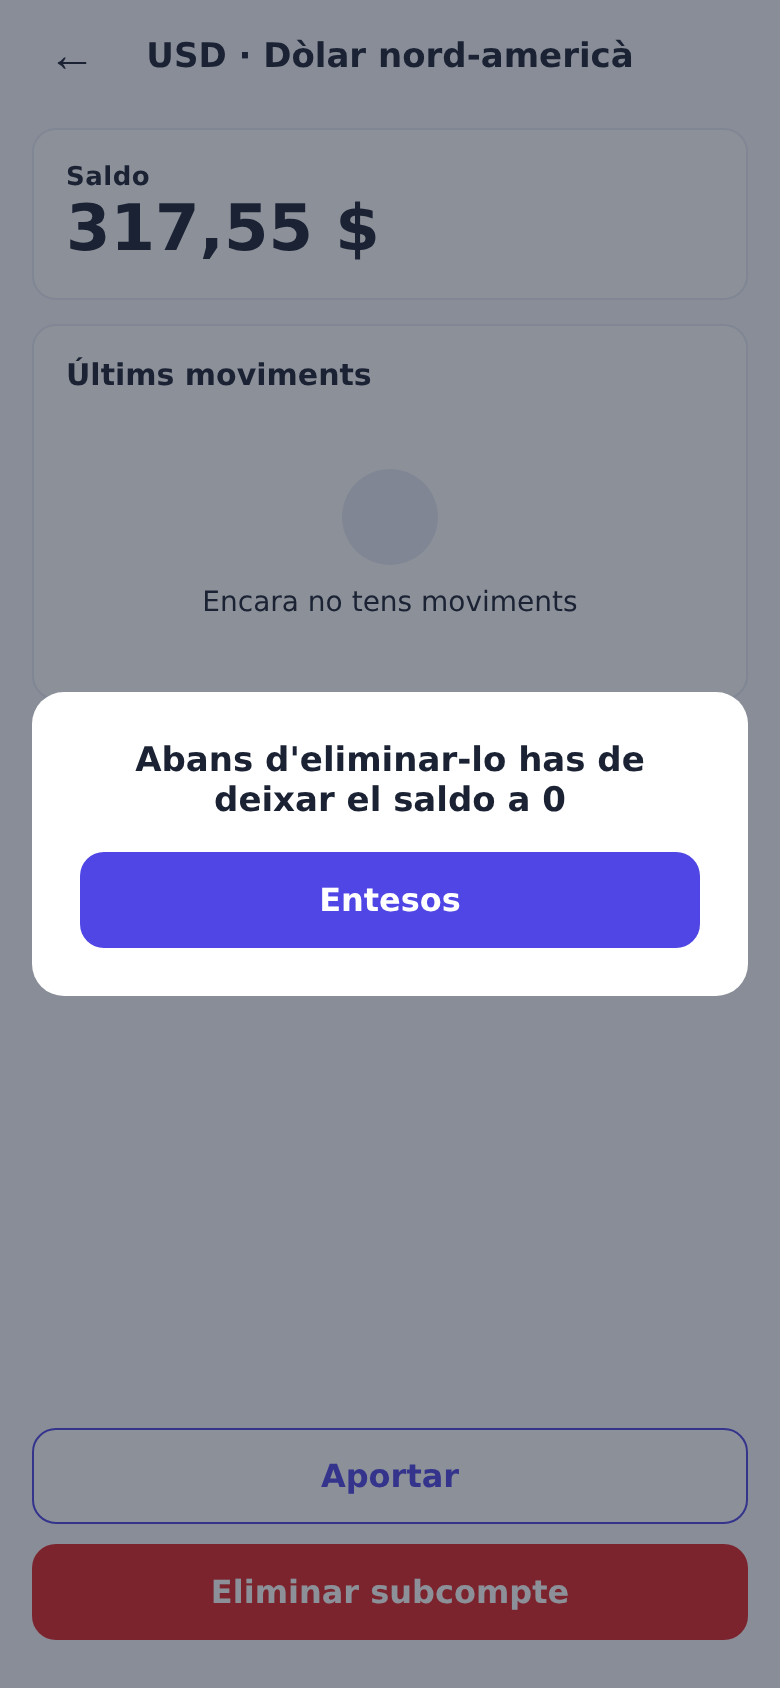 ← USD · Dòlar nord-americà
Saldo
317,55 $
Últims moviments
Encara no tens moviments
Abans d'eliminar-lo has de
deixar el saldo a 0
Entesos
Aportar
Eliminar subcompte